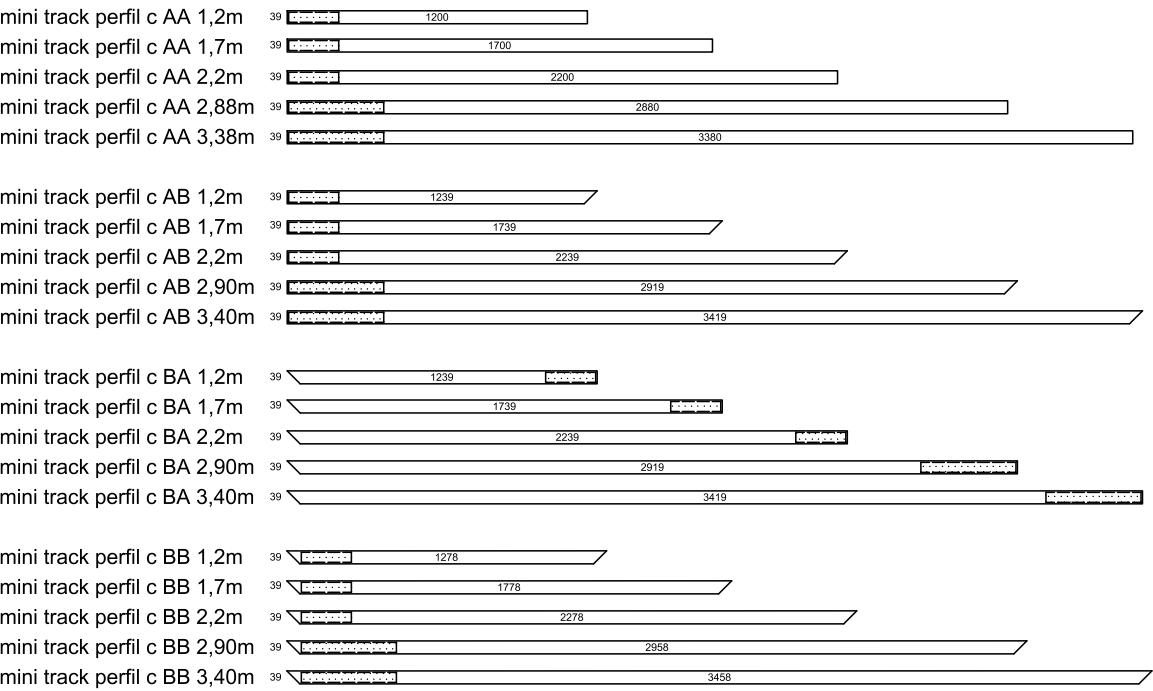 mini track perfil c AA 1,2m 39 1200
mini track perfil c AA 1,7m 39 1700
mini track perfil c AA 2,2m 39 2200
mini track perfil c AA 2,88m 39 2880
mini track perfil c AA 3,38m 39 3380
mini track perfil c AB 1,2m 39 1239
mini track perfil c AB 1,7m 39 1739
mini track perfil c AB 2,2m 39 2239
mini track perfil c AB 2,90m 39 2919
mini track perfil c AB 3,40m 39 3419
mini track perfil c BA 1,2m 39 1239
mini track perfil c BA 1,7m 39 1739
mini track perfil c BA 2,2m 39 2239
mini track perfil c BA 2,90m 39 2919
mini track perfil c BA 3,40m 39 3419
mini track perfil c BB 1,2m 39 1278
mini track perfil c BB 1,7m 39 1778
mini track perfil c BB 2,2m 39 2278
mini track perfil c BB 2,90m 39 2958
mini track perfil c BB 3,40m 39 3458